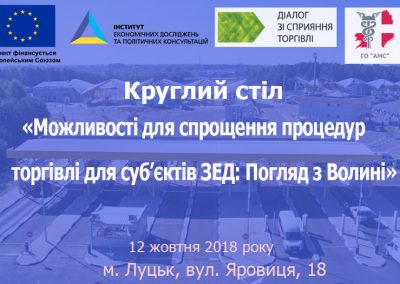 ІНСТИТУТ
ЕКОНОМІЧНИХ ДОСЛІДЖЕНЬ
ТА ПОЛІТИЧНИХ КОНСУЛЬТАЦІЙ
ДІАЛОГ
ЗІ СПРИЯННЯ
ТОРГІВЛІ
ГО "АМС"
ект фінансується
опейським Союзом
Круглий стіл
«Можливості для спрощення процедур
торгівлі для суб’єктів ЗЕД: Погляд з Волині»
12 жовтня 2018 року
м. Луцьк, вул. Яровиця, 18